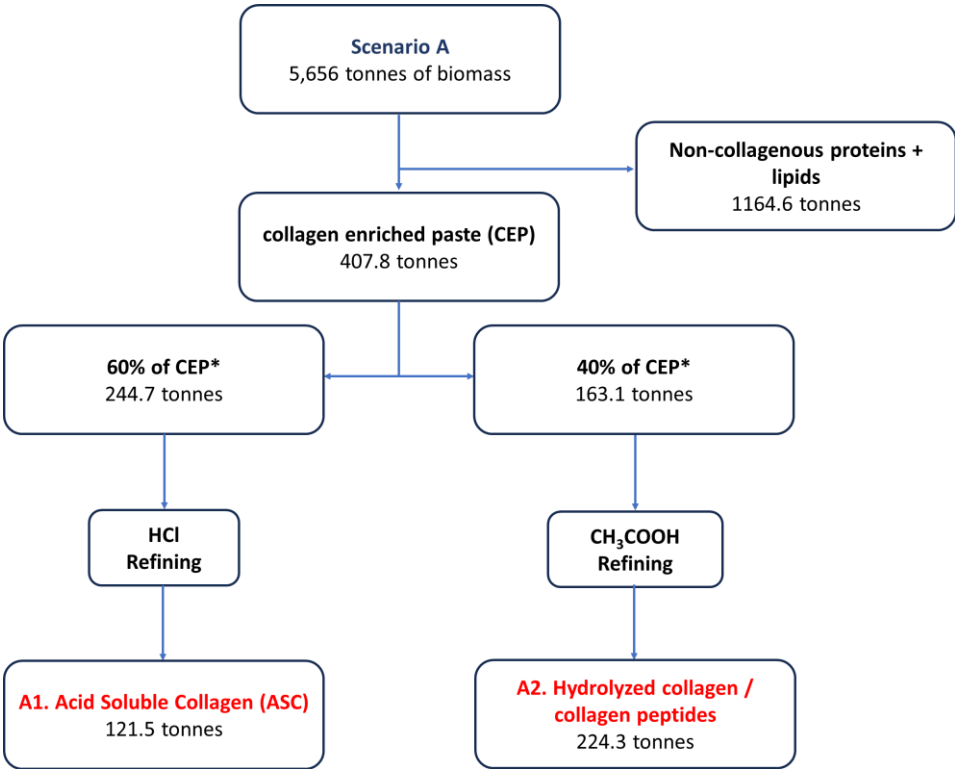 Scenario A
5,656 tonnes of biomass
Non-collagenous proteins +
lipids
1164.6 tonnes
collagen enriched paste (CEP)
407.8 tonnes
60% of CEP*
244.7 tonnes
40% of CEP*
163.1 tonnes
HCl
Refining
CH₃COOH
Refining
A1. Acid Soluble Collagen (ASC)
121.5 tonnes
A2. Hydrolyzed collagen /
collagen peptides
224.3 tonnes